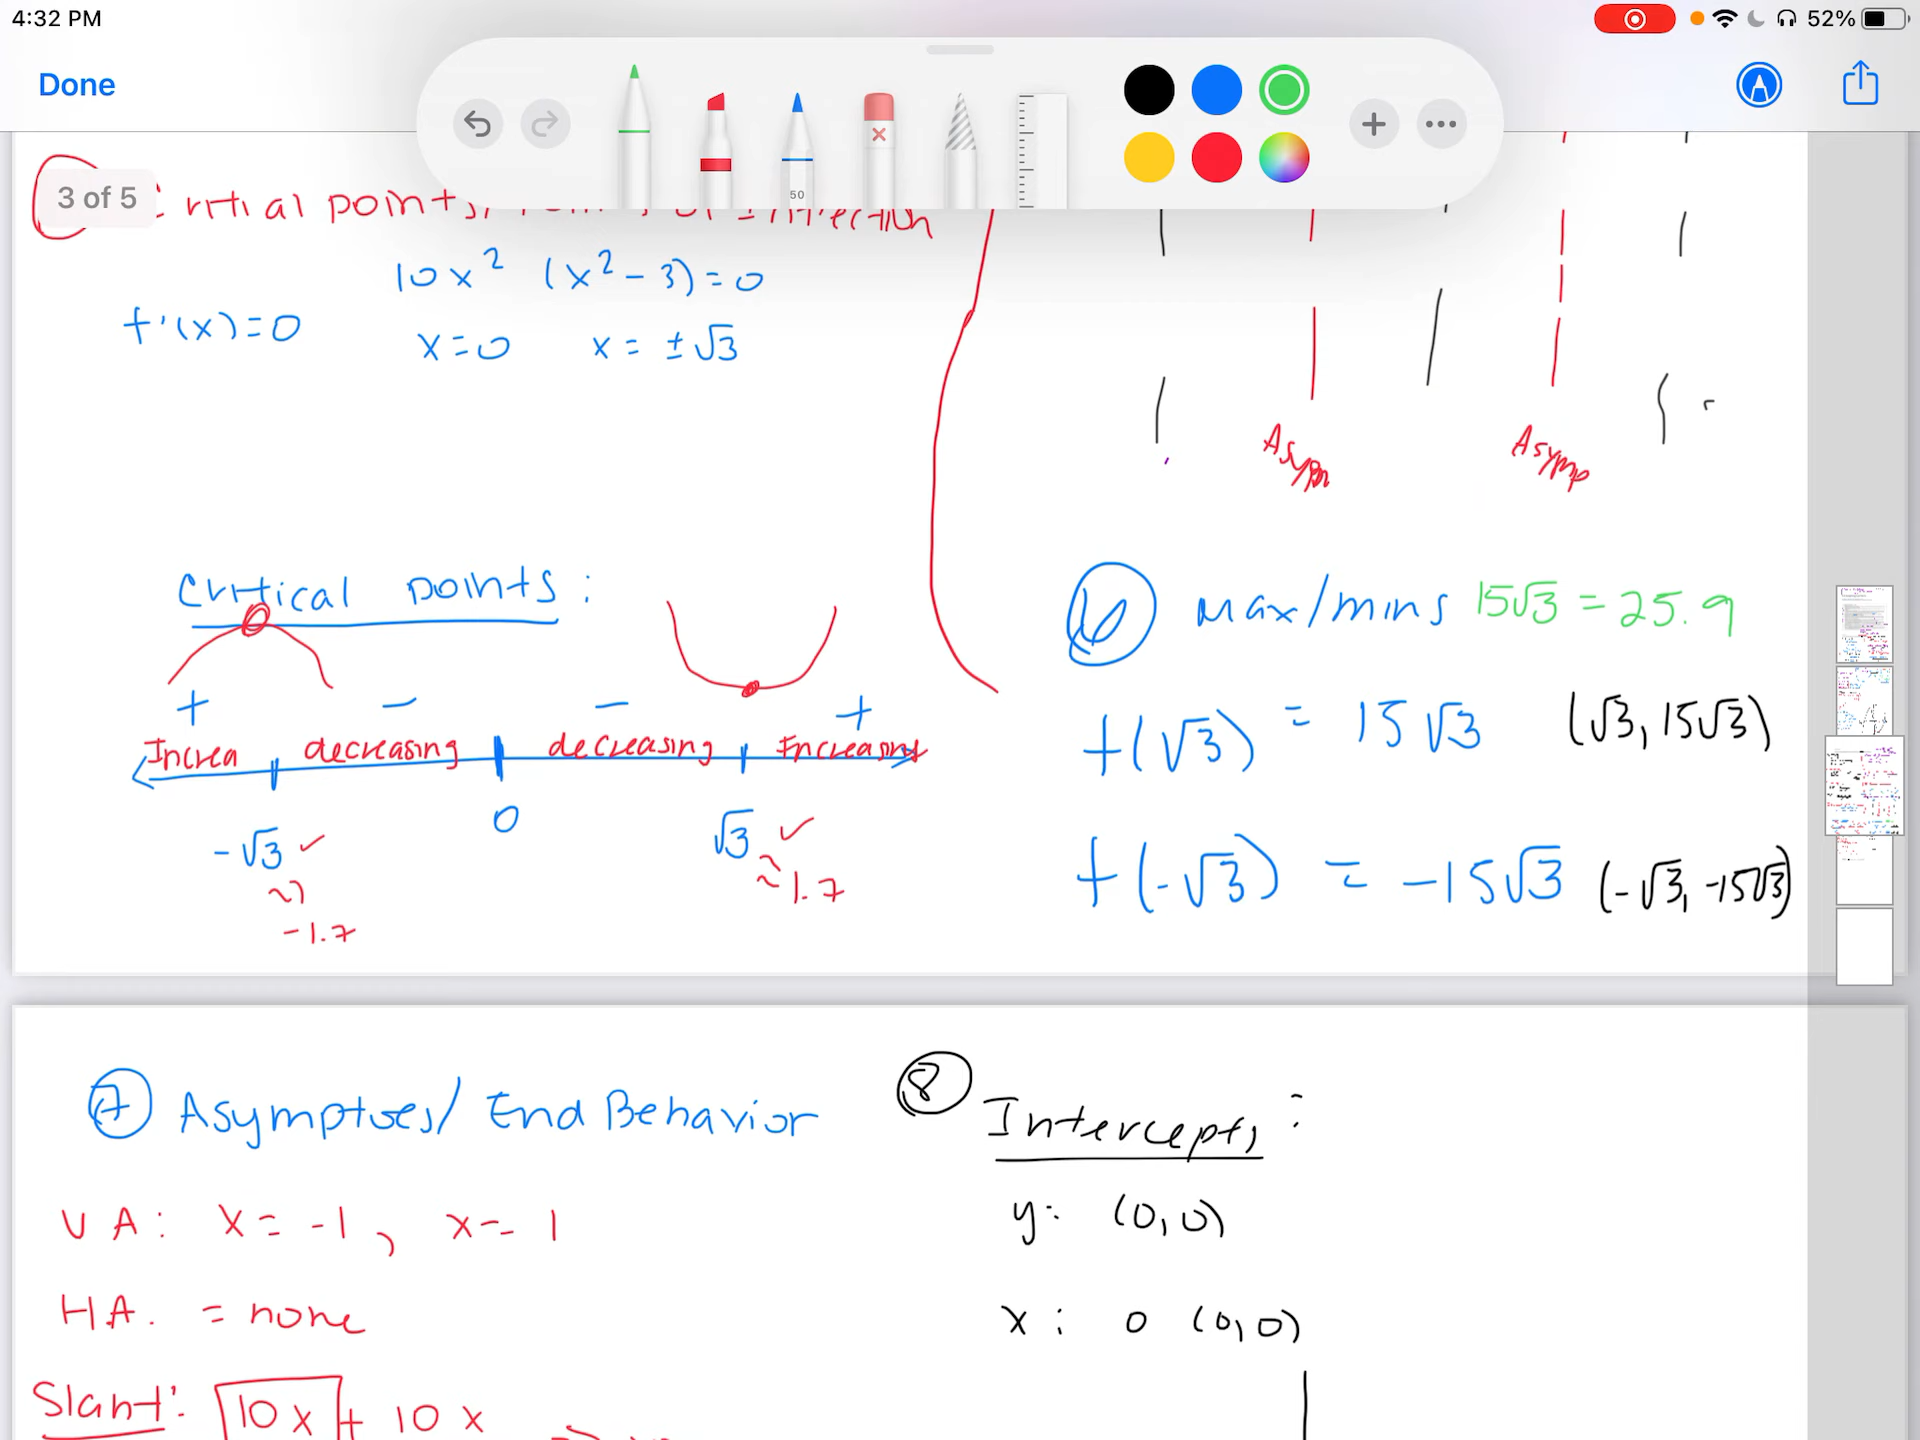 4:32 PM
52%
Done
50
3 of 5
critial points,
10x² (x²-3)=0
f'(x)=0
x=0 x= ±√3
Asym
Asymp
Critical points:
+ - - +
Increa decreasing decreasing Increasing
-√3 ✓ 0 √3 ✓
≈ -1.7
≈1.7
6 Max/mins 15√3 = 25.9
f(√3) = 15√3 (√3, 15√3)
f(-√3) = -15√3 (-√3, -15√3)
7 Asymptoes/ End Behavior
VA: x= -1, x= 1
HA. = none
Slant: 10x + 10x
8 Intercepts:
y: (0,0)
x: 0 (0,0)